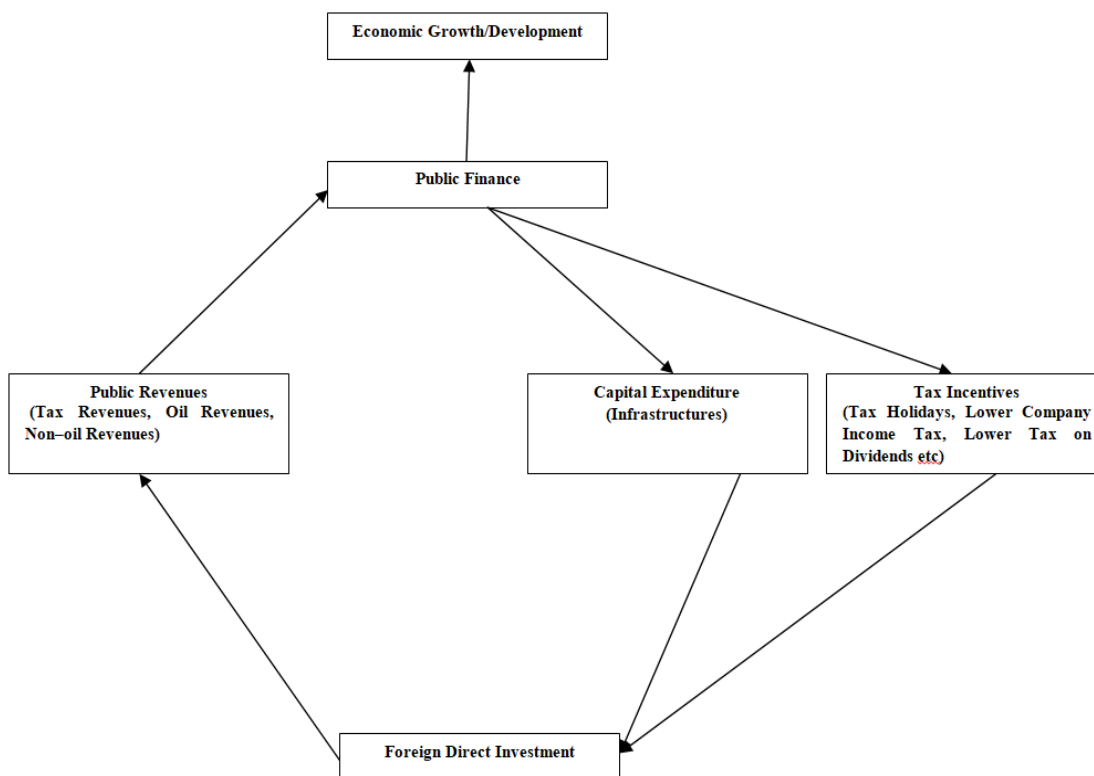 Economic Growth/Development
Public Finance
Public Revenues
(Tax Revenues, Oil Revenues,
Non–oil Revenues)
Capital Expenditure
(Infrastructures)
Tax Incentives
(Tax Holidays, Lower Company
Income Tax, Lower Tax on
Dividends etc)
Foreign Direct Investment